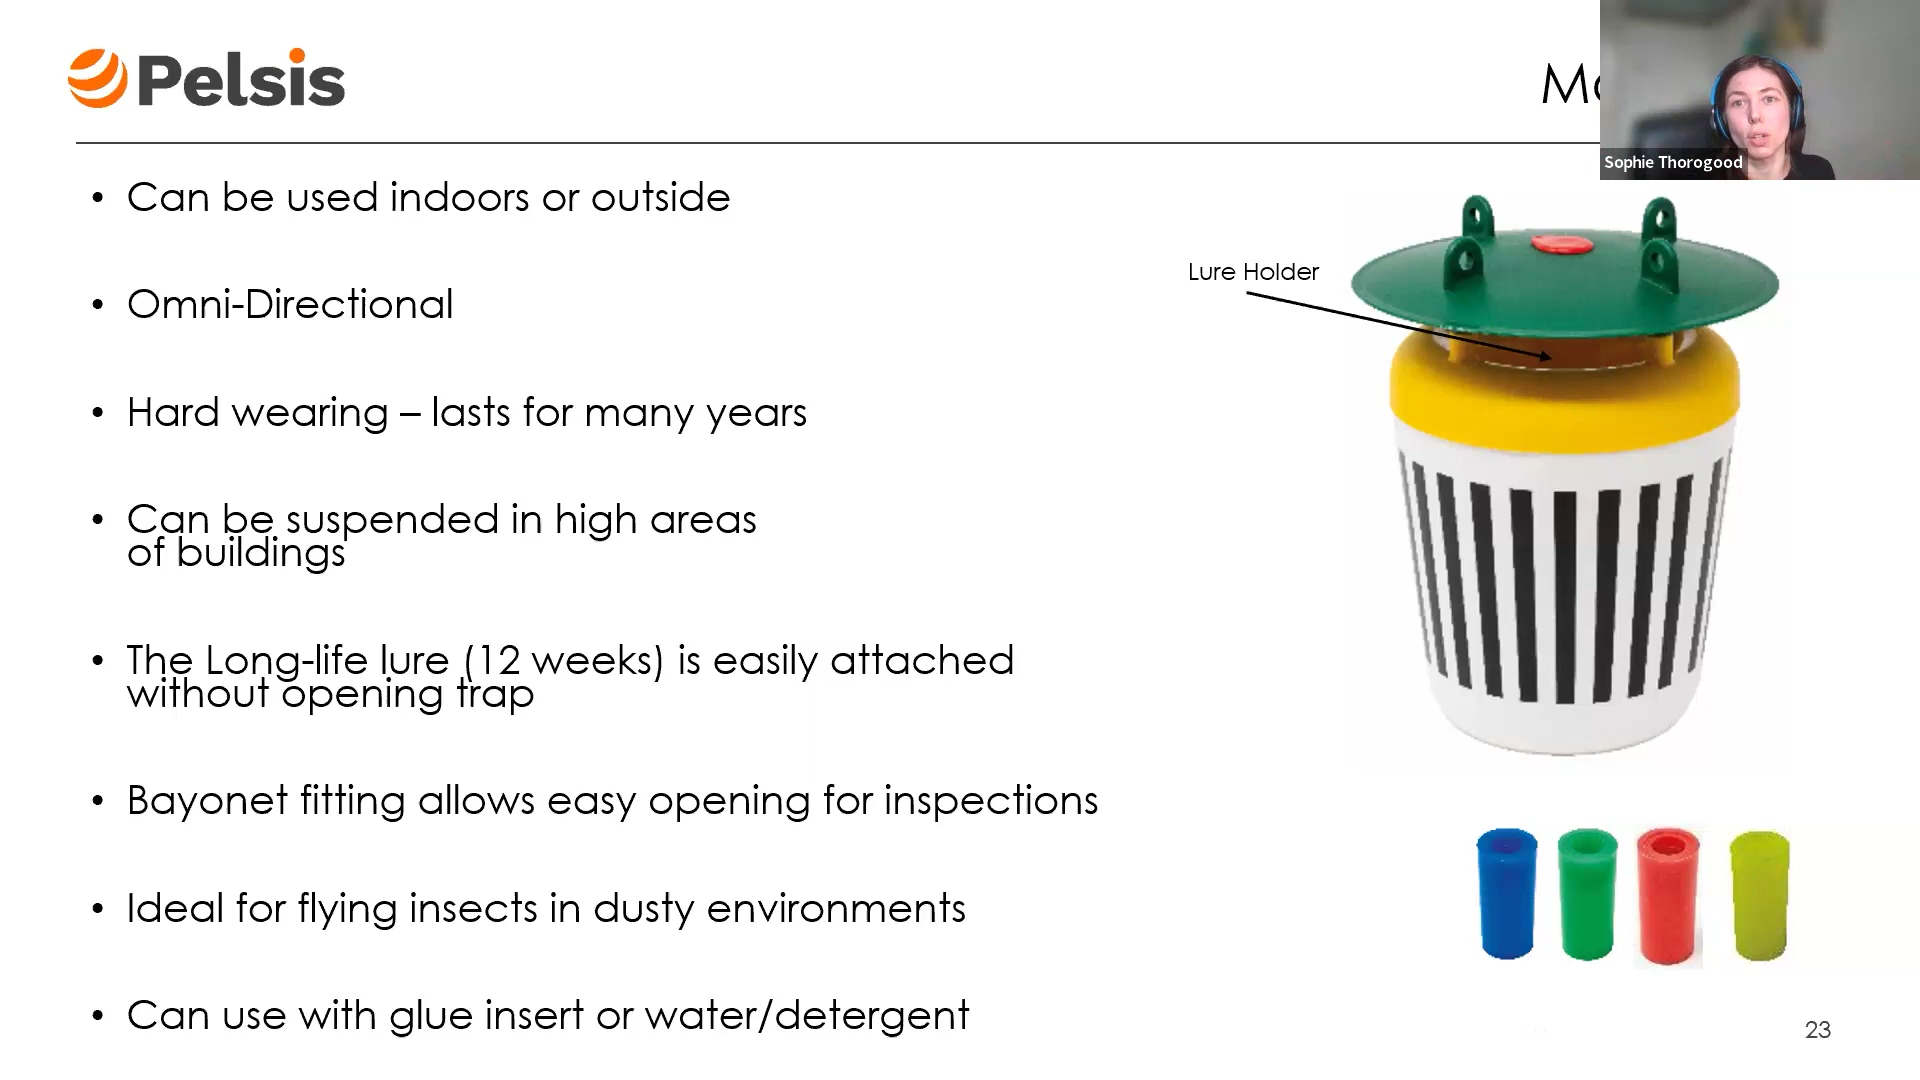 Pelsis
Sophie Thorogood
• Can be used indoors or outside
Lure Holder
• Omni-Directional
• Hard wearing – lasts for many years
• Can be suspended in high areas
of buildings
• The Long-life lure (12 weeks) is easily attached
without opening trap
• Bayonet fitting allows easy opening for inspections
• Ideal for flying insects in dusty environments
• Can use with glue insert or water/detergent
23